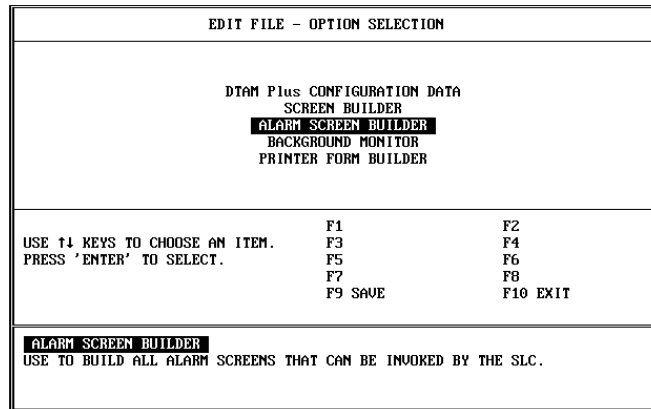 EDIT FILE - OPTION SELECTION
DTAM Plus CONFIGURATION DATA
SCREEN BUILDER
ALARM SCREEN BUILDER
BACKGROUND MONITOR
PRINTER FORM BUILDER
F1 F2
USE ↑↓ KEYS TO CHOOSE AN ITEM. F3 F4
PRESS 'ENTER' TO SELECT. F5 F6
F7 F8
F9 SAVE F10 EXIT
ALARM SCREEN BUILDER
USE TO BUILD ALL ALARM SCREENS THAT CAN BE INVOKED BY THE SLC.